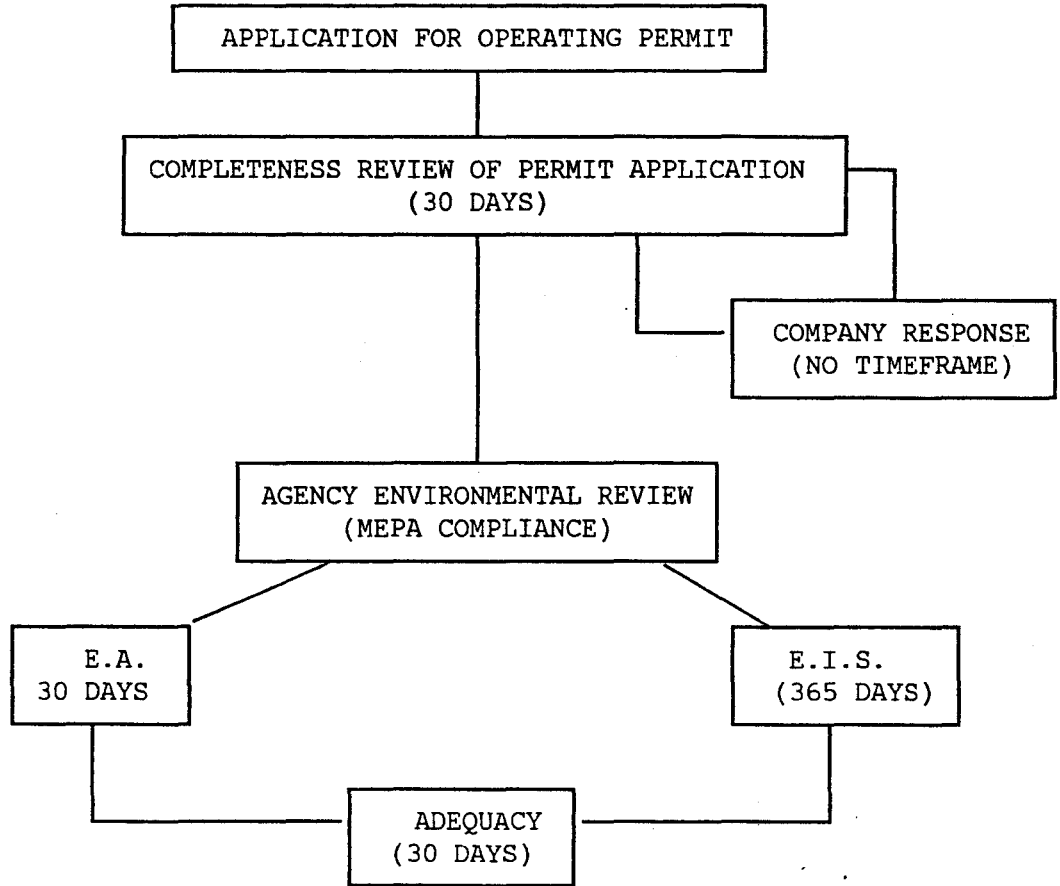 APPLICATION FOR OPERATING PERMIT
COMPLETENESS REVIEW OF PERMIT APPLICATION
(30 DAYS)
COMPANY RESPONSE
(NO TIMEFRAME)
AGENCY ENVIRONMENTAL REVIEW
(MEPA COMPLIANCE)
E.A.
30 DAYS
E.I.S.
(365 DAYS)
ADEQUACY
(30 DAYS)